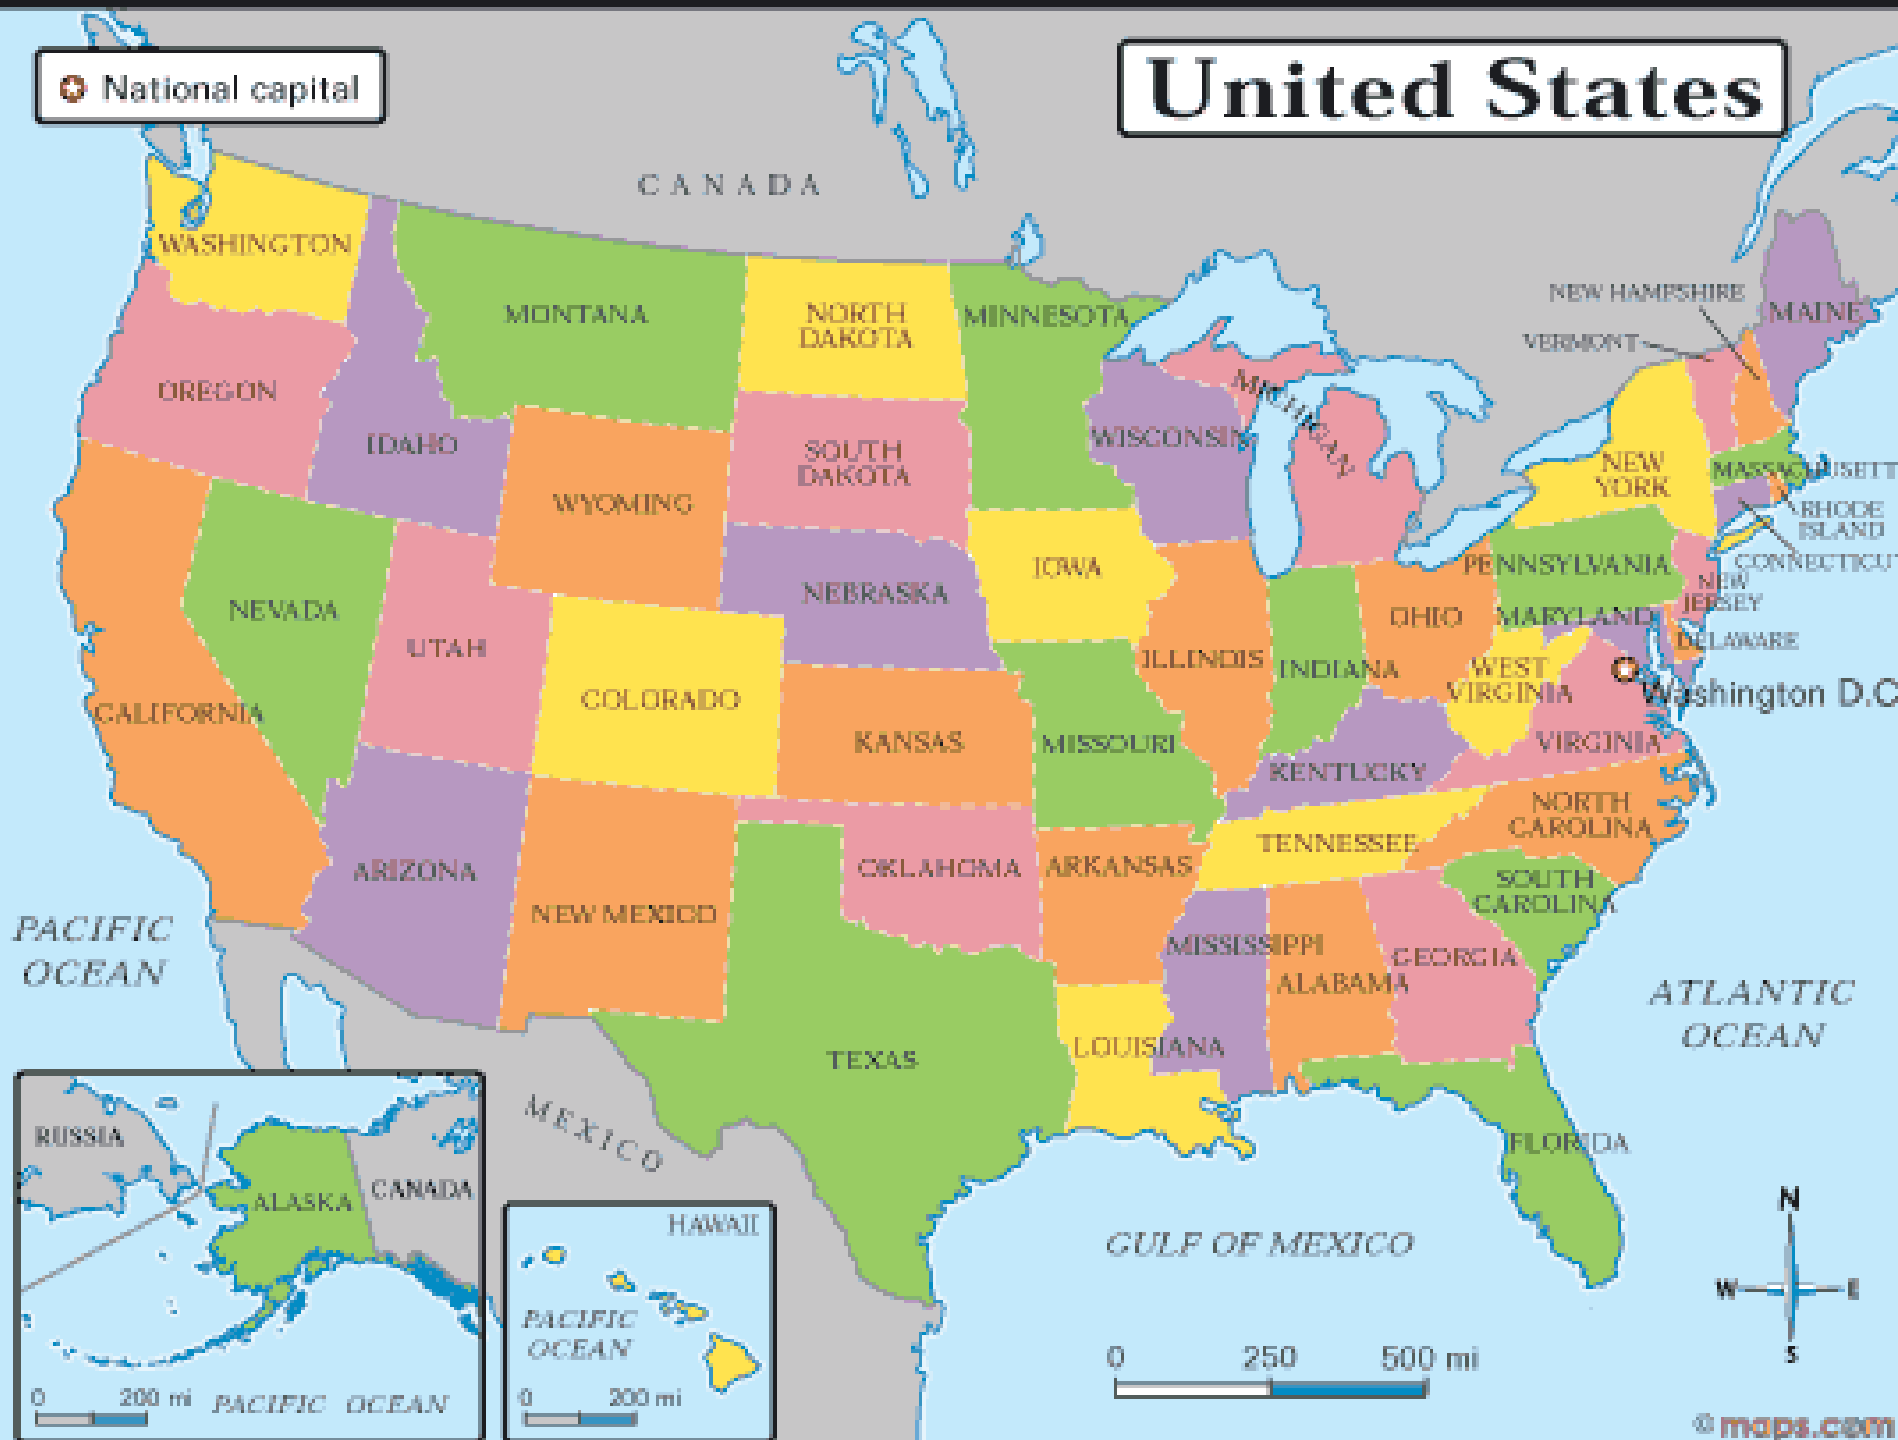 National capital
United States
CANADA
WASHINGTON
MONTANA
NORTH
DAKOTA
MINNESOTA
NEW HAMPSHIRE
MAINE
VERMONT
OREGON
IDAHO
MICHIGAN
WISCONSIN
SOUTH
DAKOTA
WYOMING
NEW
YORK
MASSACHUSETT
RHODE
ISLAND
CONNECTICU
IOWA
NEBRASKA
PENNSYLVANIA
NEW
JERSEY
NEVADA
UTAH
OHIO
MARYLAND
DELAWARE
COLORADO
ILLINOIS
INDIANA
WEST
VIRGINIA
Washington D.C
CALIFORNIA
KANSAS
MISSOURI
KENTUCKY
VIRGINIA
NORTH
CAROLINA
TENNESSEE
ARIZONA
OKLAHOMA
ARKANSAS
SOUTH
CAROLINA
NEW MEXICO
MISSISSIPPI
ALABAMA
GEORGIA
PACIFIC
OCEAN
ATLANTIC
OCEAN
TEXAS
LOUISIANA
MEXICO
FLORIDA
RUSSIA
ALASKA
CANADA
0 200 mi
PACIFIC OCEAN
HAWAII
PACIFIC
OCEAN
0 200 mi
GULF OF MEXICO
0 250 500 mi
N
W E
S
© maps.com